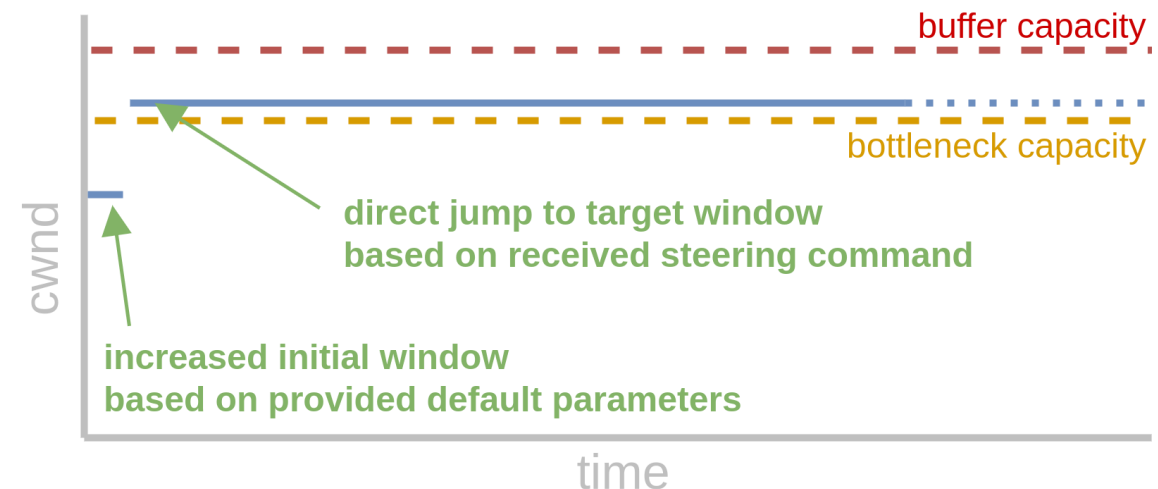 buffer capacity
bottleneck capacity
direct jump to target window
based on received steering command
cwnd
increased initial window
based on provided default parameters
time